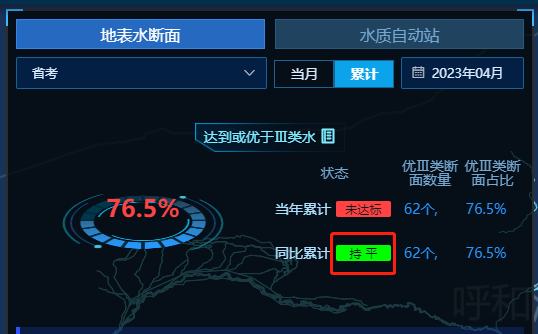 地表水断面 水质自动站
省考 当月 累计 2023年04月
达到或优于Ⅲ类水
状态 优Ⅲ类断面数量 优Ⅲ类断面占比
76.5%
当年累计 未达标 62个, 76.5%
同比累计 持平 62个, 76.5%
呼和